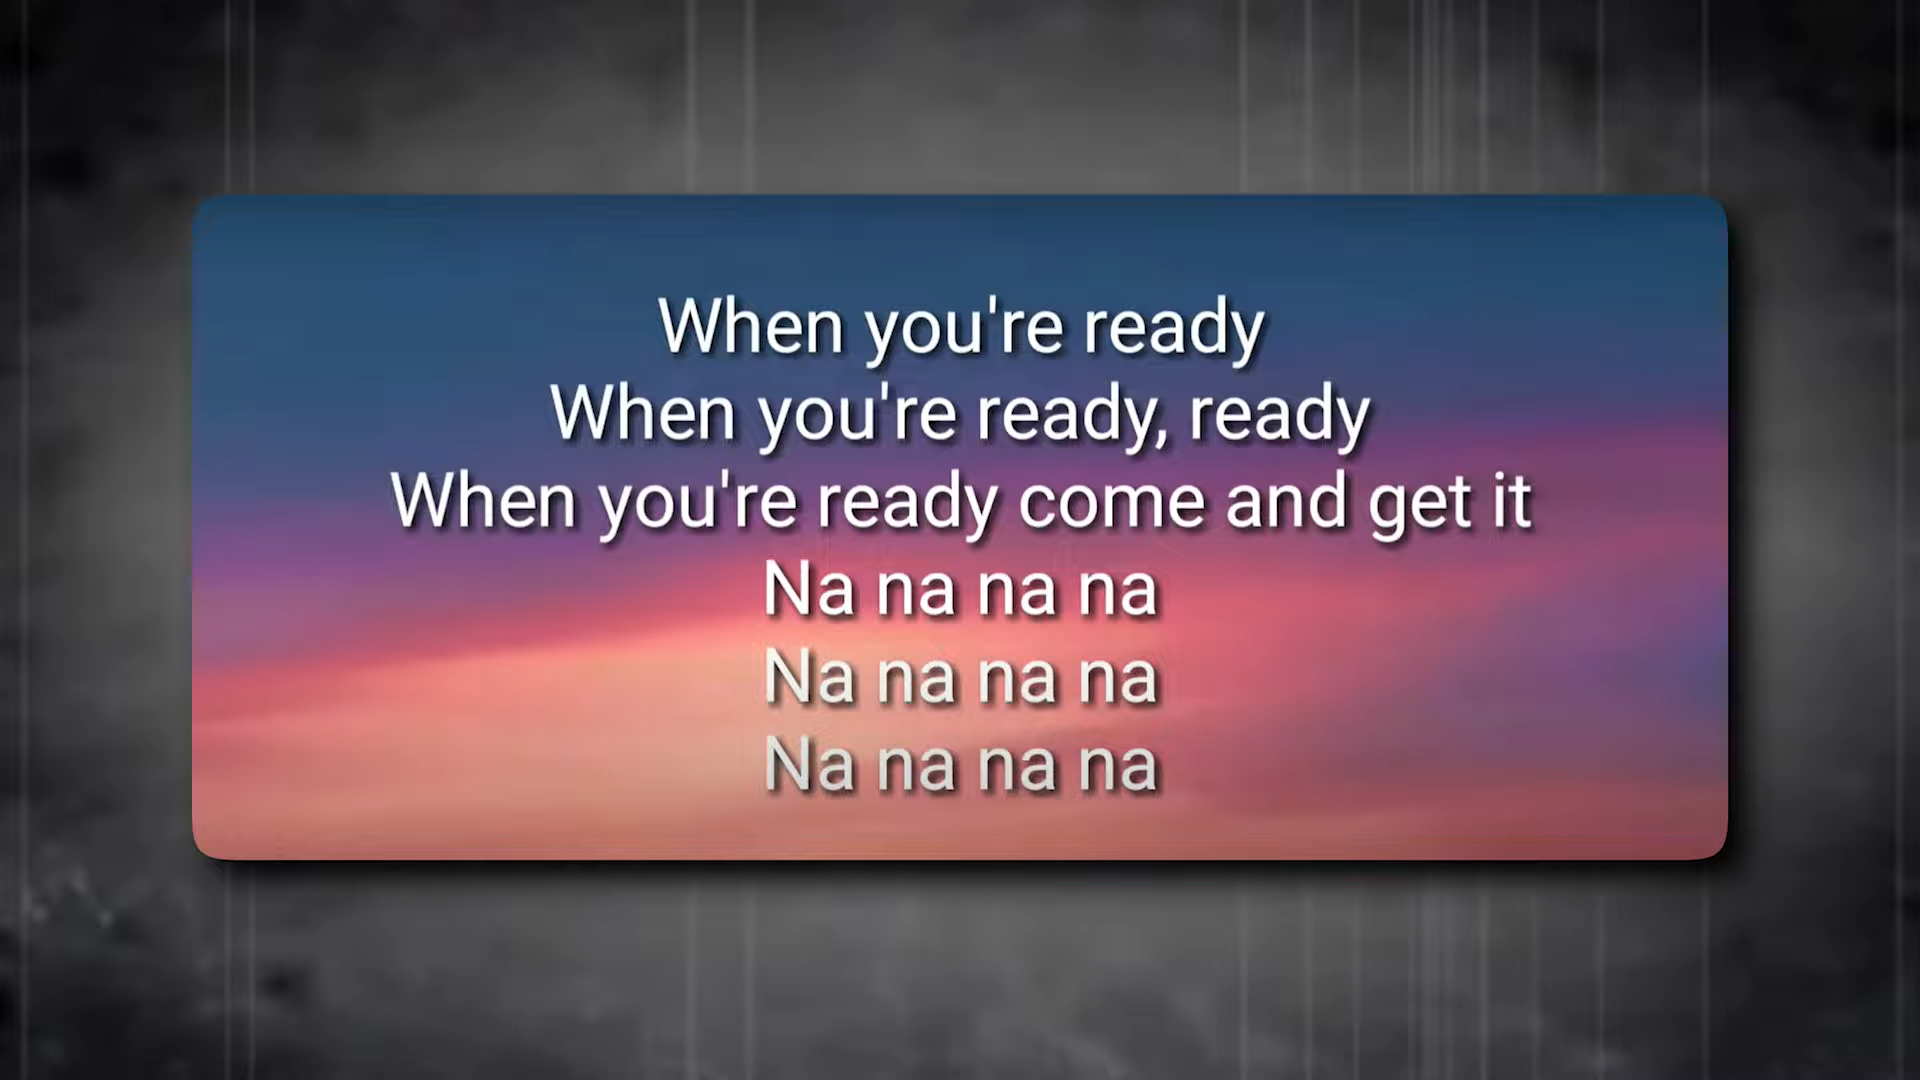 When you're ready
When you're ready, ready
When you're ready come and get it
Na na na na
Na na na na
Na na na na